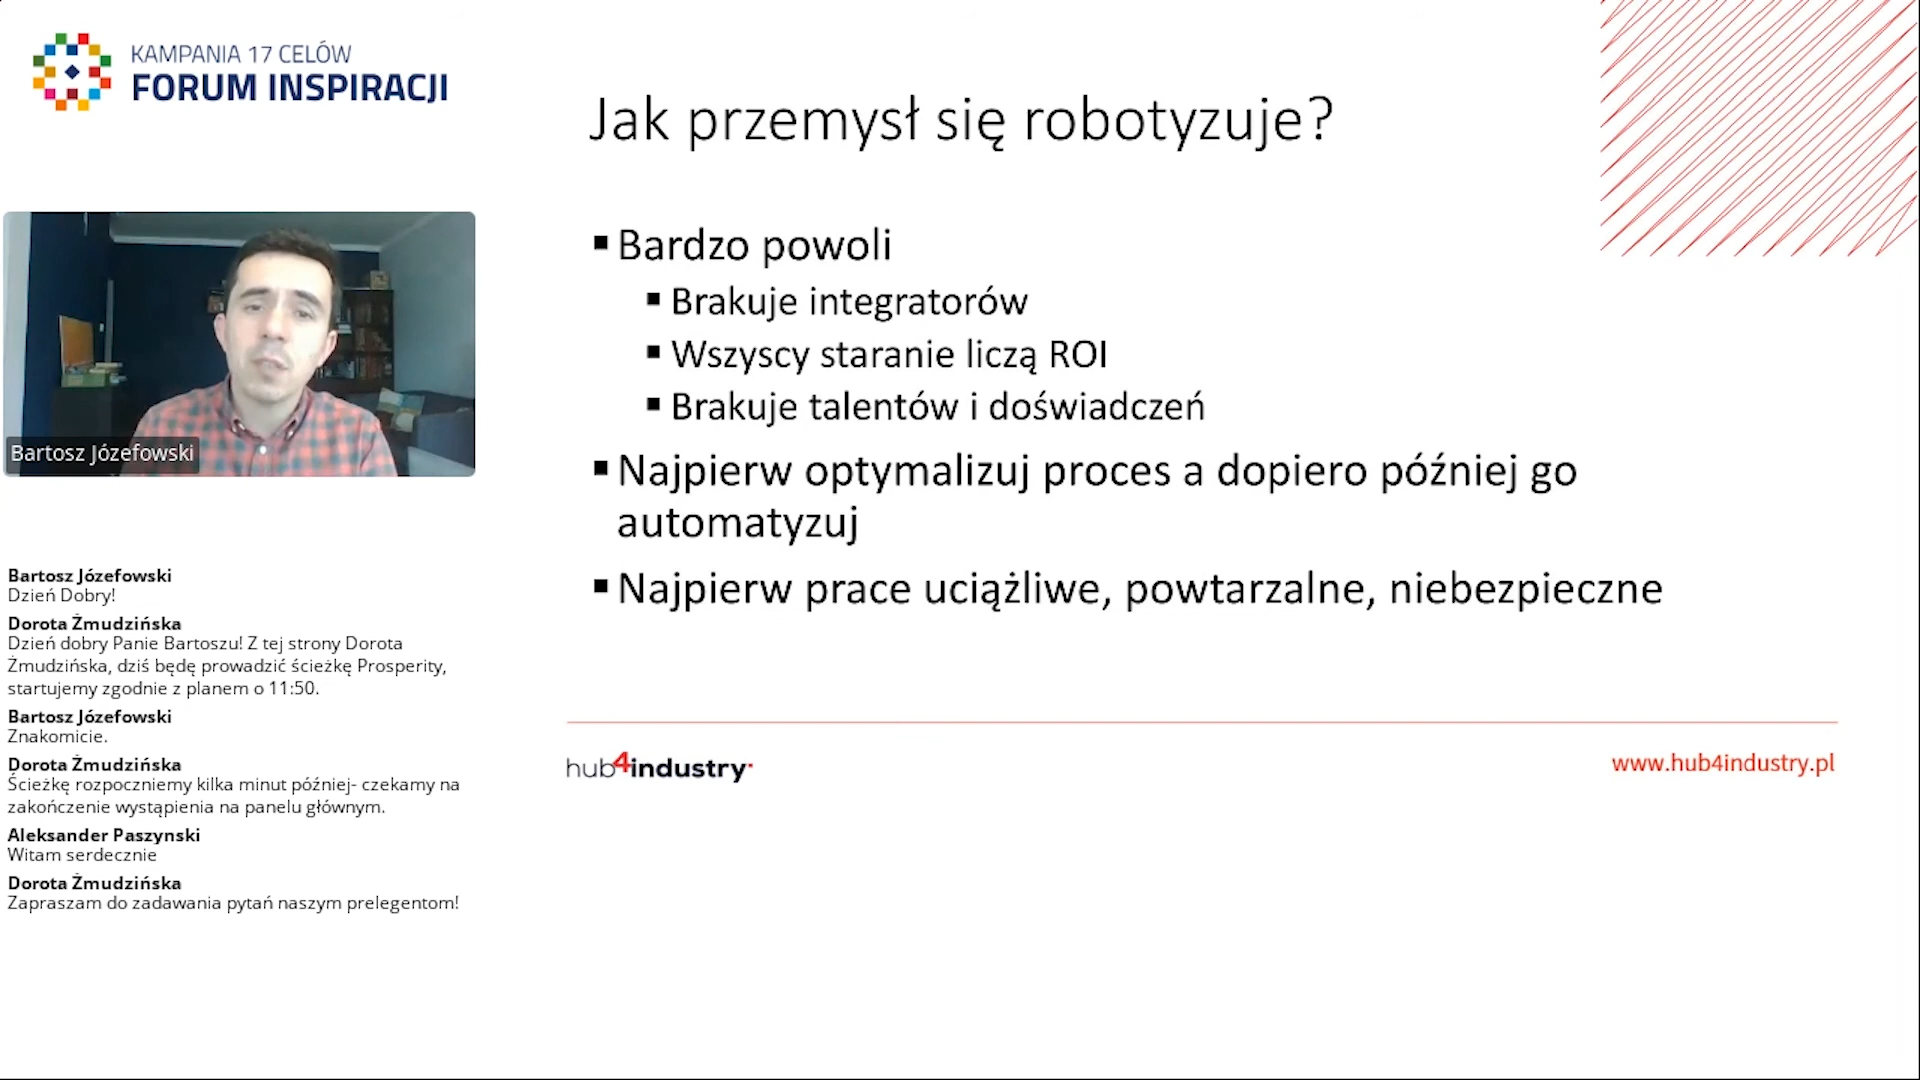 KAMPANIA 17 CELÓW
FORUM INSPIRACJI
Bartosz Józefowski
Bartosz Józefowski
Dzień Dobry!
Dorota Żmudzińska
Dzień dobry Panie Bartoszu! Z tej strony Dorota
Żmudzińska, dziś będę prowadzić ścieżkę Prosperity,
startujemy zgodnie z planem o 11:50.
Bartosz Józefowski
Znakomicie.
Dorota Żmudzińska
Ścieżkę rozpoczniemy kilka minut później- czekamy na
zakończenie wystąpienia na panelu głównym.
Aleksander Paszynski
Witam serdecznie
Dorota Żmudzińska
Zapraszam do zadawania pytań naszym prelegentom!
Jak przemysł się robotyzuje?
▪ Bardzo powoli
▪ Brakuje integratorów
▪ Wszyscy staranie liczą ROI
▪ Brakuje talentów i doświadczeń
▪ Najpierw optymalizuj proces a dopiero później go
automatyzuj
▪ Najpierw prace uciążliwe, powtarzalne, niebezpieczne
hub4industry
www.hub4industry.pl